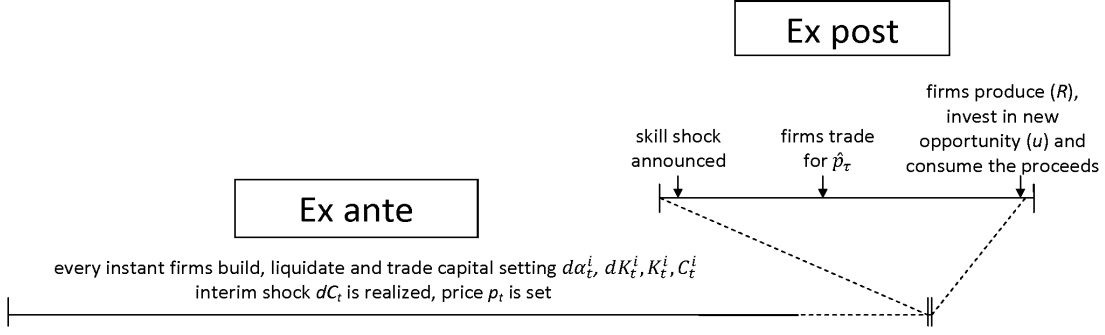 Ex post
firms produce (R),
invest in new
opportunity (u) and
consume the proceeds
skill shock
announced
firms trade
for p̂_τ
Ex ante
every instant firms build, liquidate and trade capital setting dα_t^i, dK_t^i, K_t^i, C_t^i
interim shock dC_t is realized, price p_t is set